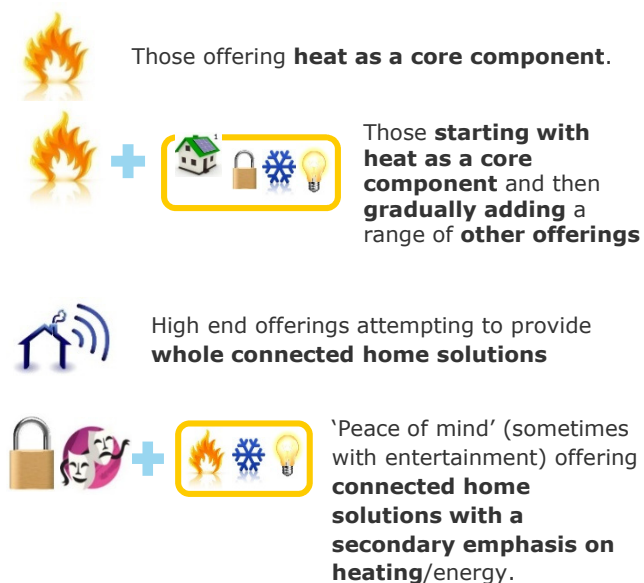 Those offering heat as a core component.
1
Those starting with
heat as a core
component and then
gradually adding a
range of other offerings
High end offerings attempting to provide
whole connected home solutions
‘Peace of mind’ (sometimes
with entertainment) offering
connected home
solutions with a
secondary emphasis on
heating/energy.